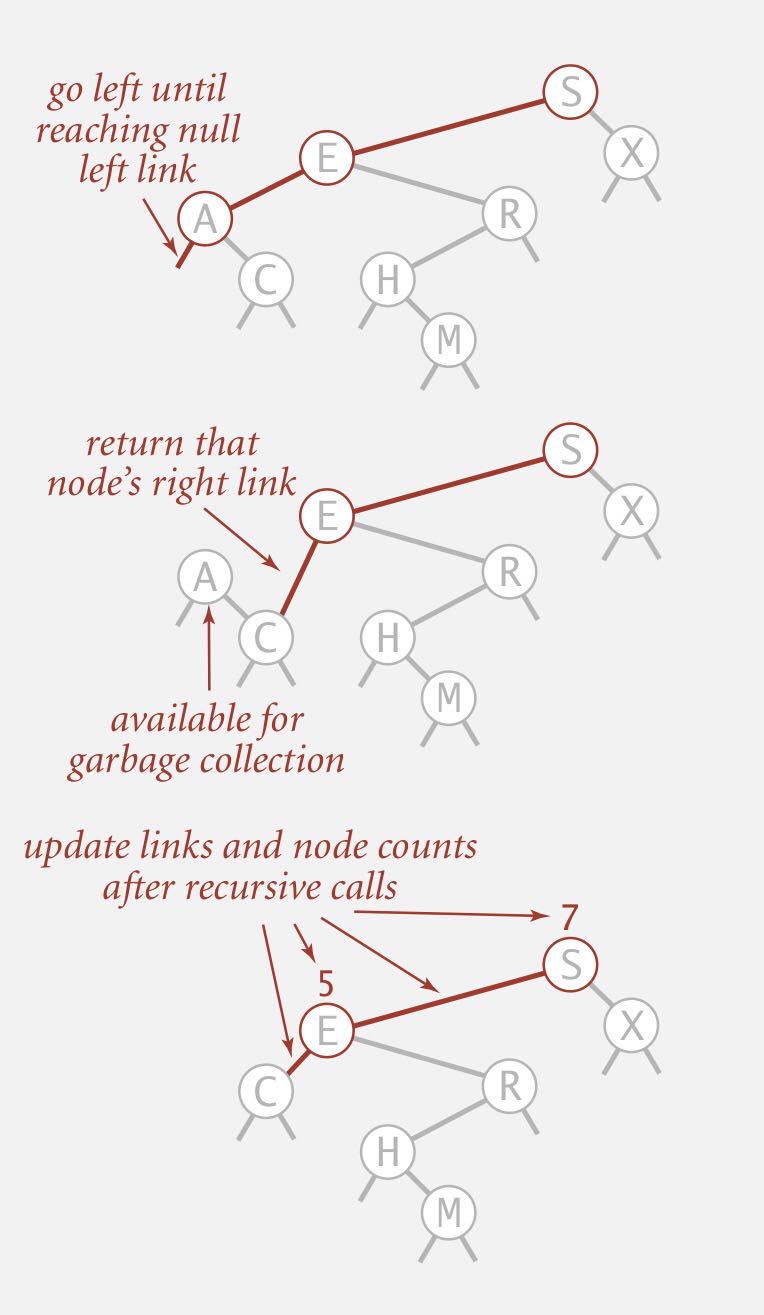 go left until
reaching null
left link
S
E
X
A
R
C
H
M
return that
node's right link
S
E
X
A
R
C
H
M
available for
garbage collection
update links and node counts
after recursive calls
7
S
5
E
X
C
R
H
M